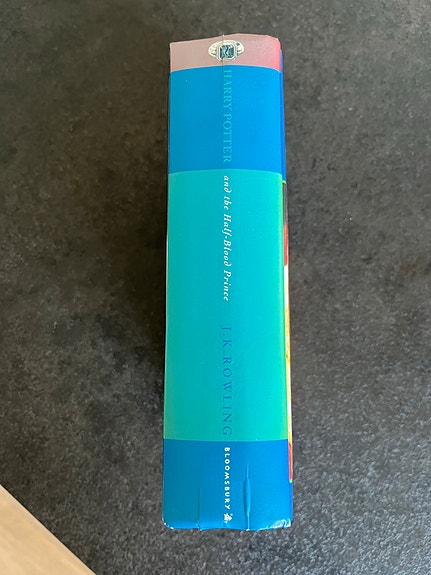 HARRY POTTER
and the Half-Blood Prince
J.K. ROWLING
BLOOMSBURY